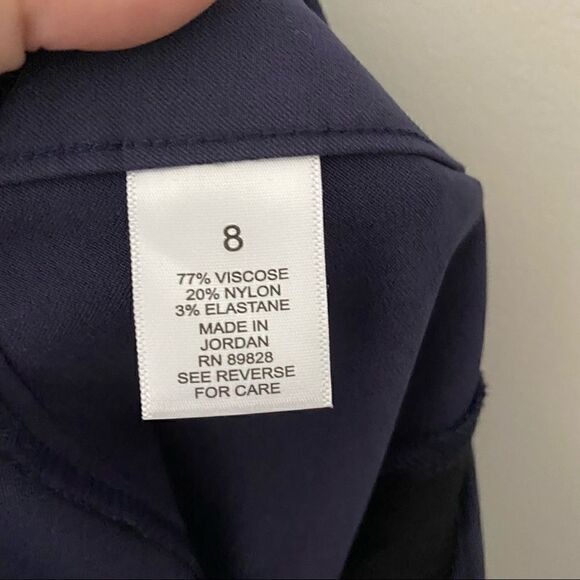 8
77% VISCOSE
20% NYLON
3% ELASTANE
MADE IN
JORDAN
RN 89828
SEE REVERSE
FOR CARE